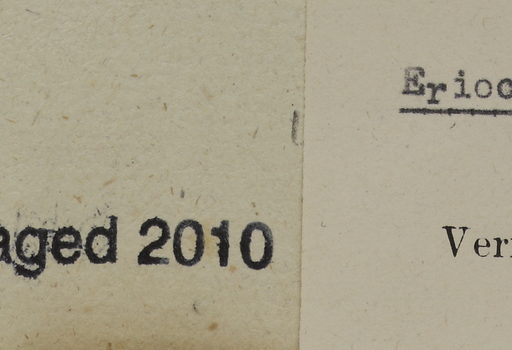 Erioc
aged 2010
Ver